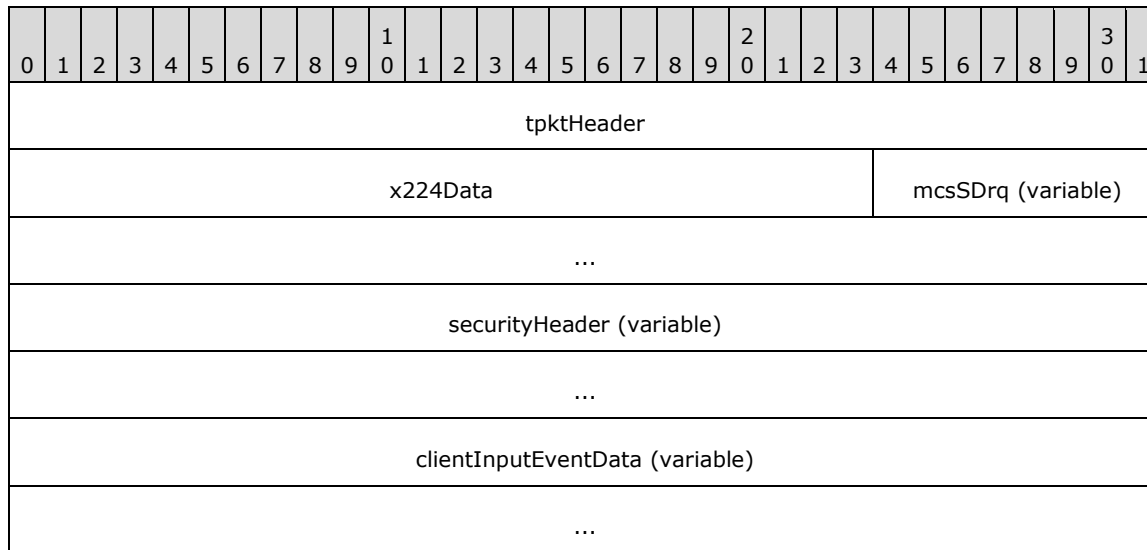 1 2 3
0 1 2 3 4 5 6 7 8 9 0 1 2 3 4 5 6 7 8 9 0 1 2 3 4 5 6 7 8 9 0 1
tpktHeader
x224Data mcsSDrq (variable)
...
securityHeader (variable)
...
clientInputEventData (variable)
...